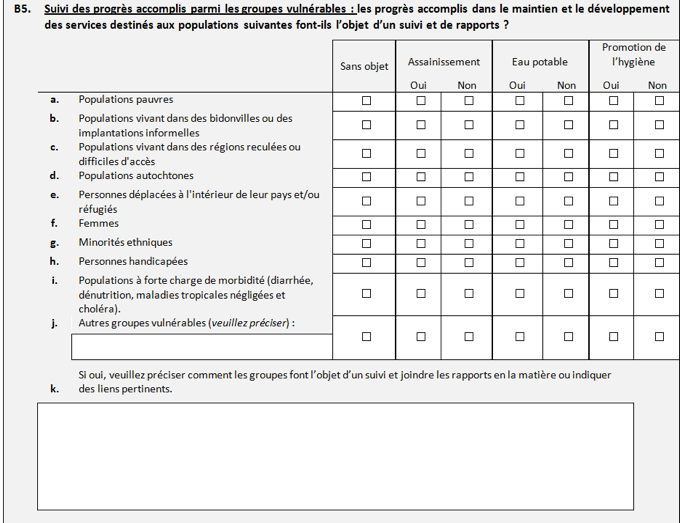 B5. Suivi des progrès accomplis parmi les groupes vulnérables : les progrès accomplis dans le maintien et le développement
des services destinés aux populations suivantes font-ils l’objet d’un suivi et de rapports ?
Sans objet Assainissement Eau potable Promotion de
l’hygiène
Oui Non Oui Non Oui Non
a. Populations pauvres ☐ ☐ ☐ ☐ ☐ ☐ ☐
b. Populations vivant dans des bidonvilles ou des
implantations informelles ☐ ☐ ☐ ☐ ☐ ☐ ☐
c. Populations vivant dans des régions reculées ou
difficiles d'accès ☐ ☐ ☐ ☐ ☐ ☐ ☐
d. Populations autochtones ☐ ☐ ☐ ☐ ☐ ☐ ☐
e. Personnes déplacées à l'intérieur de leur pays et/ou
réfugiés ☐ ☐ ☐ ☐ ☐ ☐ ☐
f. Femmes ☐ ☐ ☐ ☐ ☐ ☐ ☐
g. Minorités ethniques ☐ ☐ ☐ ☐ ☐ ☐ ☐
h. Personnes handicapées ☐ ☐ ☐ ☐ ☐ ☐ ☐
i. Populations à forte charge de morbidité (diarrhée,
dénutrition, maladies tropicales négligées et
choléra). ☐ ☐ ☐ ☐ ☐ ☐ ☐
j. Autres groupes vulnérables (veuillez préciser) : ☐ ☐ ☐ ☐ ☐ ☐ ☐
Si oui, veuillez préciser comment les groupes font l’objet d’un suivi et joindre les rapports en la matière ou indiquer
k. des liens pertinents.